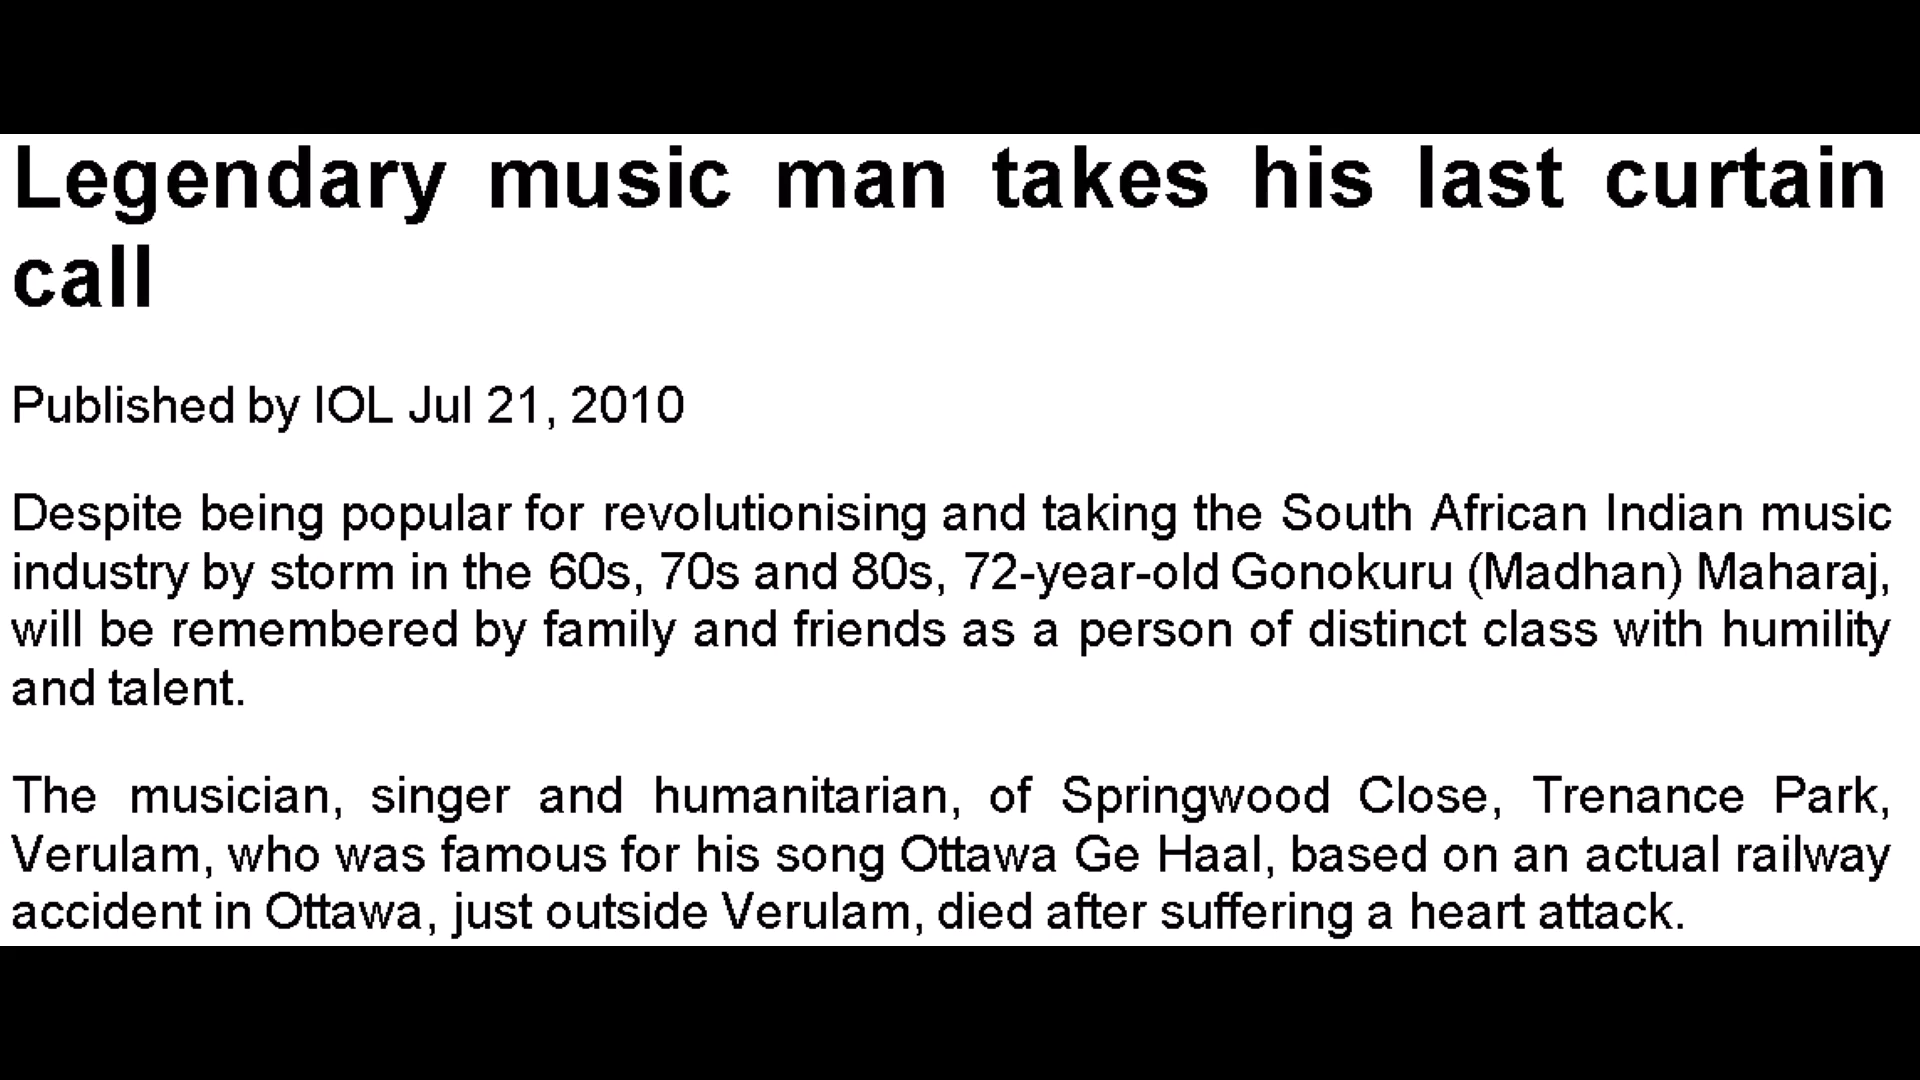 Legendary music man takes his last curtain
call
Published by IOL Jul 21, 2010
Despite being popular for revolutionising and taking the South African Indian music
industry by storm in the 60s, 70s and 80s, 72-year-old Gonokuru (Madhan) Maharaj,
will be remembered by family and friends as a person of distinct class with humility
and talent.
The musician, singer and humanitarian, of Springwood Close, Trenance Park,
Verulam, who was famous for his song Ottawa Ge Haal, based on an actual railway
accident in Ottawa, just outside Verulam, died after suffering a heart attack.